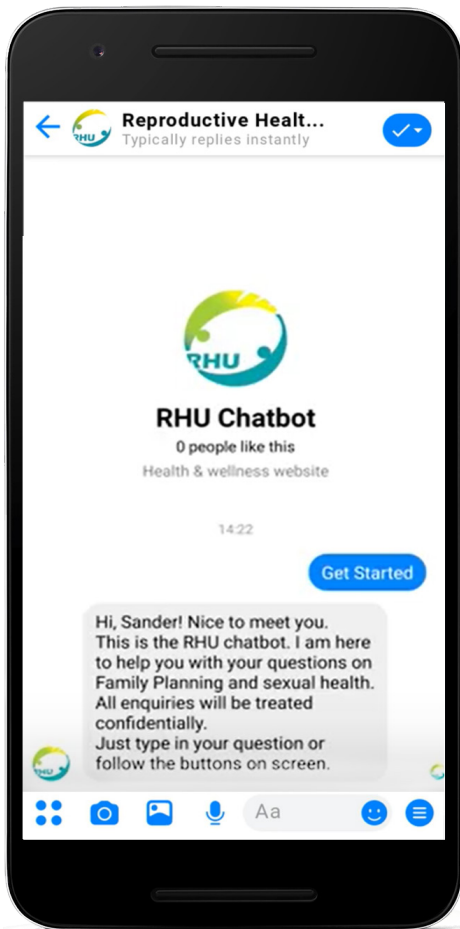 RHU
Reproductive Healt...
Typically replies instantly
RHU
RHU Chatbot
0 people like this
Health & wellness website
14:22
Get Started
Hi, Sander! Nice to meet you.
This is the RHU chatbot. I am here
to help you with your questions on
Family Planning and sexual health.
All enquiries will be treated
confidentially.
Just type in your question or
follow the buttons on screen.
RHU
Aa